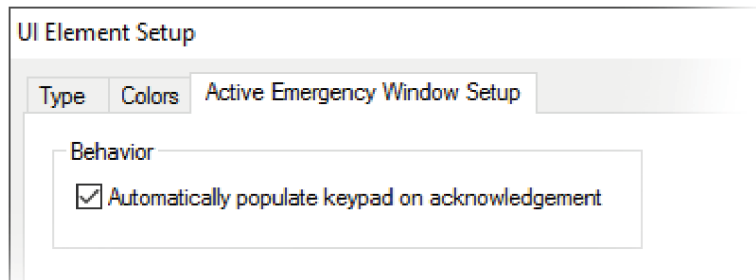 UI Element Setup
Type Colors Active Emergency Window Setup
Behavior
Automatically populate keypad on acknowledgement